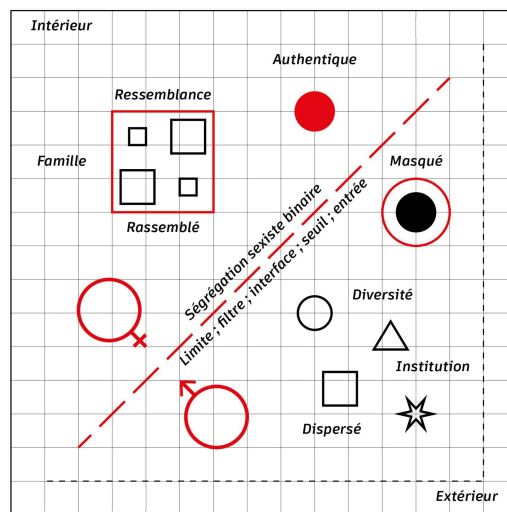 Intérieur
Authentique
Ressemblance
Famille
Masqué
Rassemblé
Ségrégation sexiste binaire
Limite ; filtre ; interface ; seuil ; entrée
Diversité
Institution
Dispersé
Extérieur